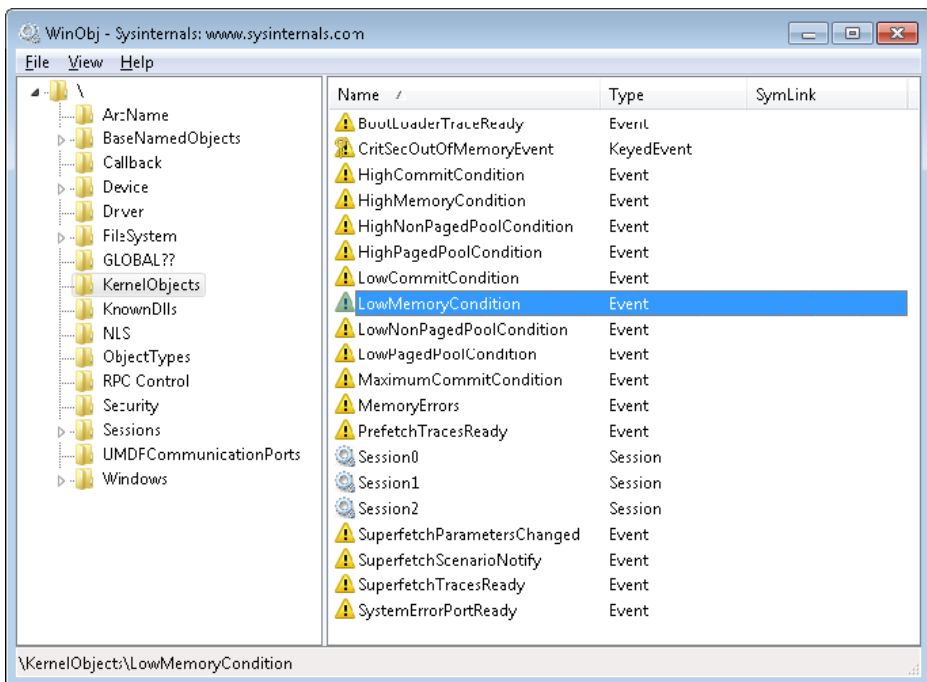 WinObj - Sysinternals: www.sysinternals.com
File View Help
\
ArcName
BaseNamedObjects
Callback
Device
Driver
FileSystem
GLOBAL??
KernelObjects
KnownDlls
NLS
ObjectTypes
RPC Control
Security
Sessions
UMDFCommunicationPorts
Windows
Name Type SymLink
BootLoaderTraceReady Event
CritSecOutOfMemoryEvent KeyedEvent
HighCommitCondition Event
HighMemoryCondition Event
HighNonPagedPoolCondition Event
HighPagedPoolCondition Event
LowCommitCondition Event
LowMemoryCondition Event
LowNonPagedPoolCondition Event
LowPagedPoolCondition Event
MaximumCommitCondition Event
MemoryErrors Event
PrefetchTracesReady Event
Session0 Session
Session1 Session
Session2 Session
SuperfetchParametersChanged Event
SuperfetchScenarioNotify Event
SuperfetchTracesReady Event
SystemErrorPortReady Event
\KernelObjects\LowMemoryCondition